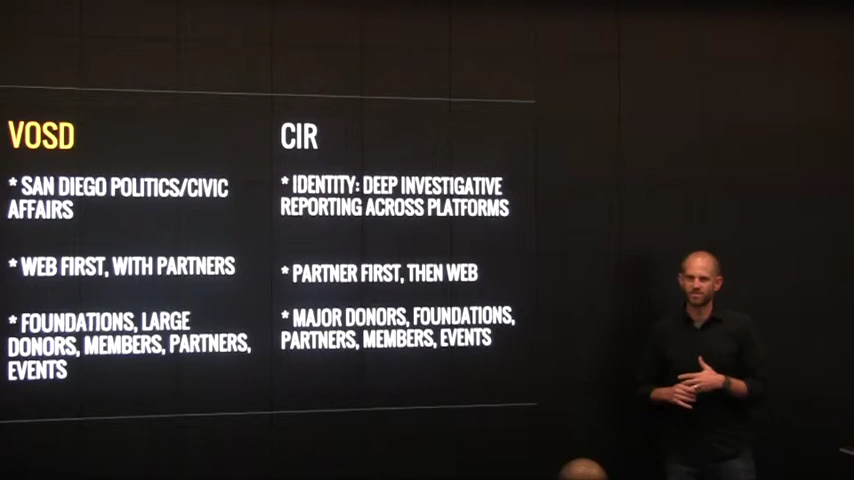 VOSD
* SAN DIEGO POLITICS/CIVIC
AFFAIRS
* WEB FIRST, WITH PARTNERS
* FOUNDATIONS, LARGE
DONORS, MEMBERS, PARTNERS,
EVENTS
CIR
* IDENTITY: DEEP INVESTIGATIVE
REPORTING ACROSS PLATFORMS
* PARTNER FIRST, THEN WEB
* MAJOR DONORS, FOUNDATIONS,
PARTNERS, MEMBERS, EVENTS